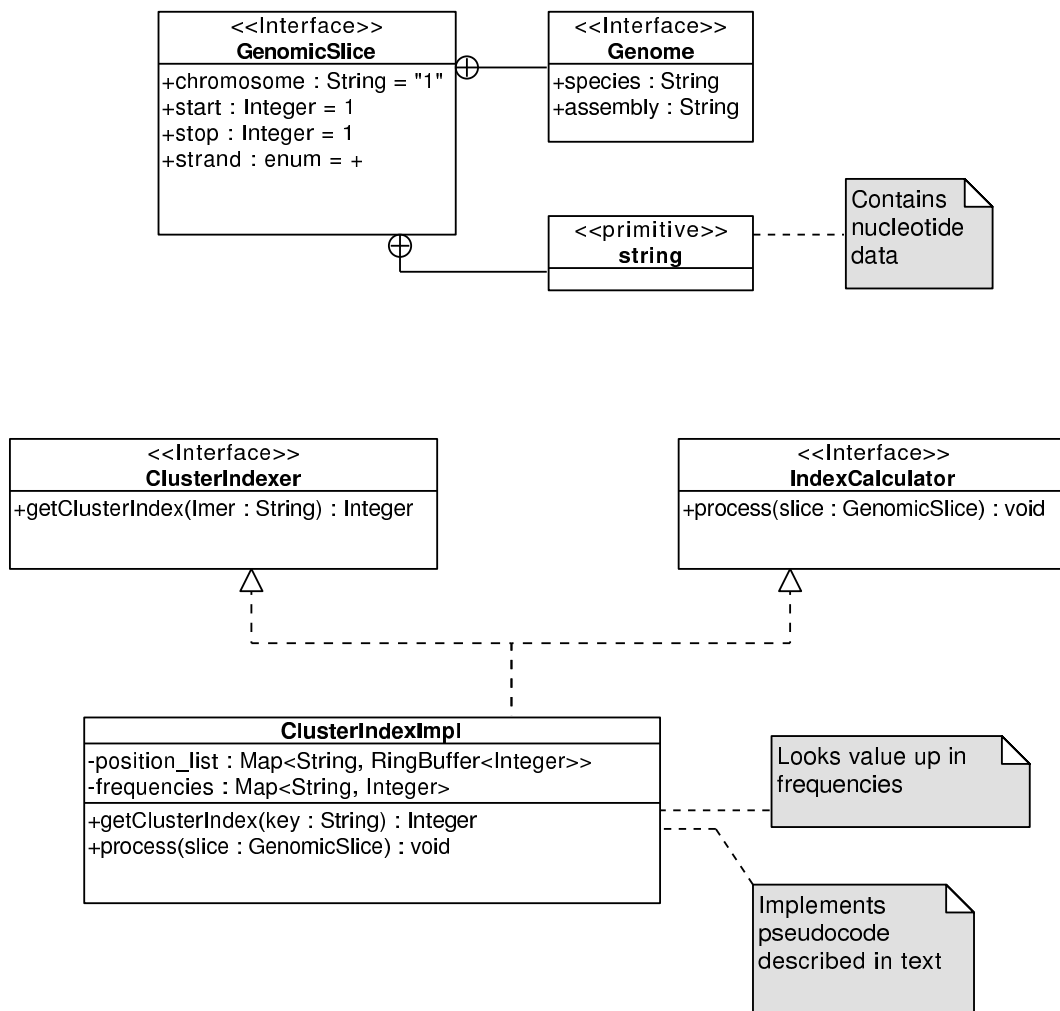 <<Interface>>
GenomicSlice
+chromosome : String = "1"
+start : Integer = 1
+stop : Integer = 1
+strand : enum = +
<<Interface>>
Genome
+species : String
+assembly : String
<<primitive>>
string
Contains
nucleotide
data
<<Interface>>
ClusterIndexer
+getClusterIndex(lmer : String) : Integer
<<Interface>>
IndexCalculator
+process(slice : GenomicSlice) : void
ClusterIndexImpl
-position_list : Map<String, RingBuffer<Integer>>
-frequencies : Map<String, Integer>
+getClusterIndex(key : String) : Integer
+process(slice : GenomicSlice) : void
Looks value up in
frequencies
Implements
pseudocode
described in text